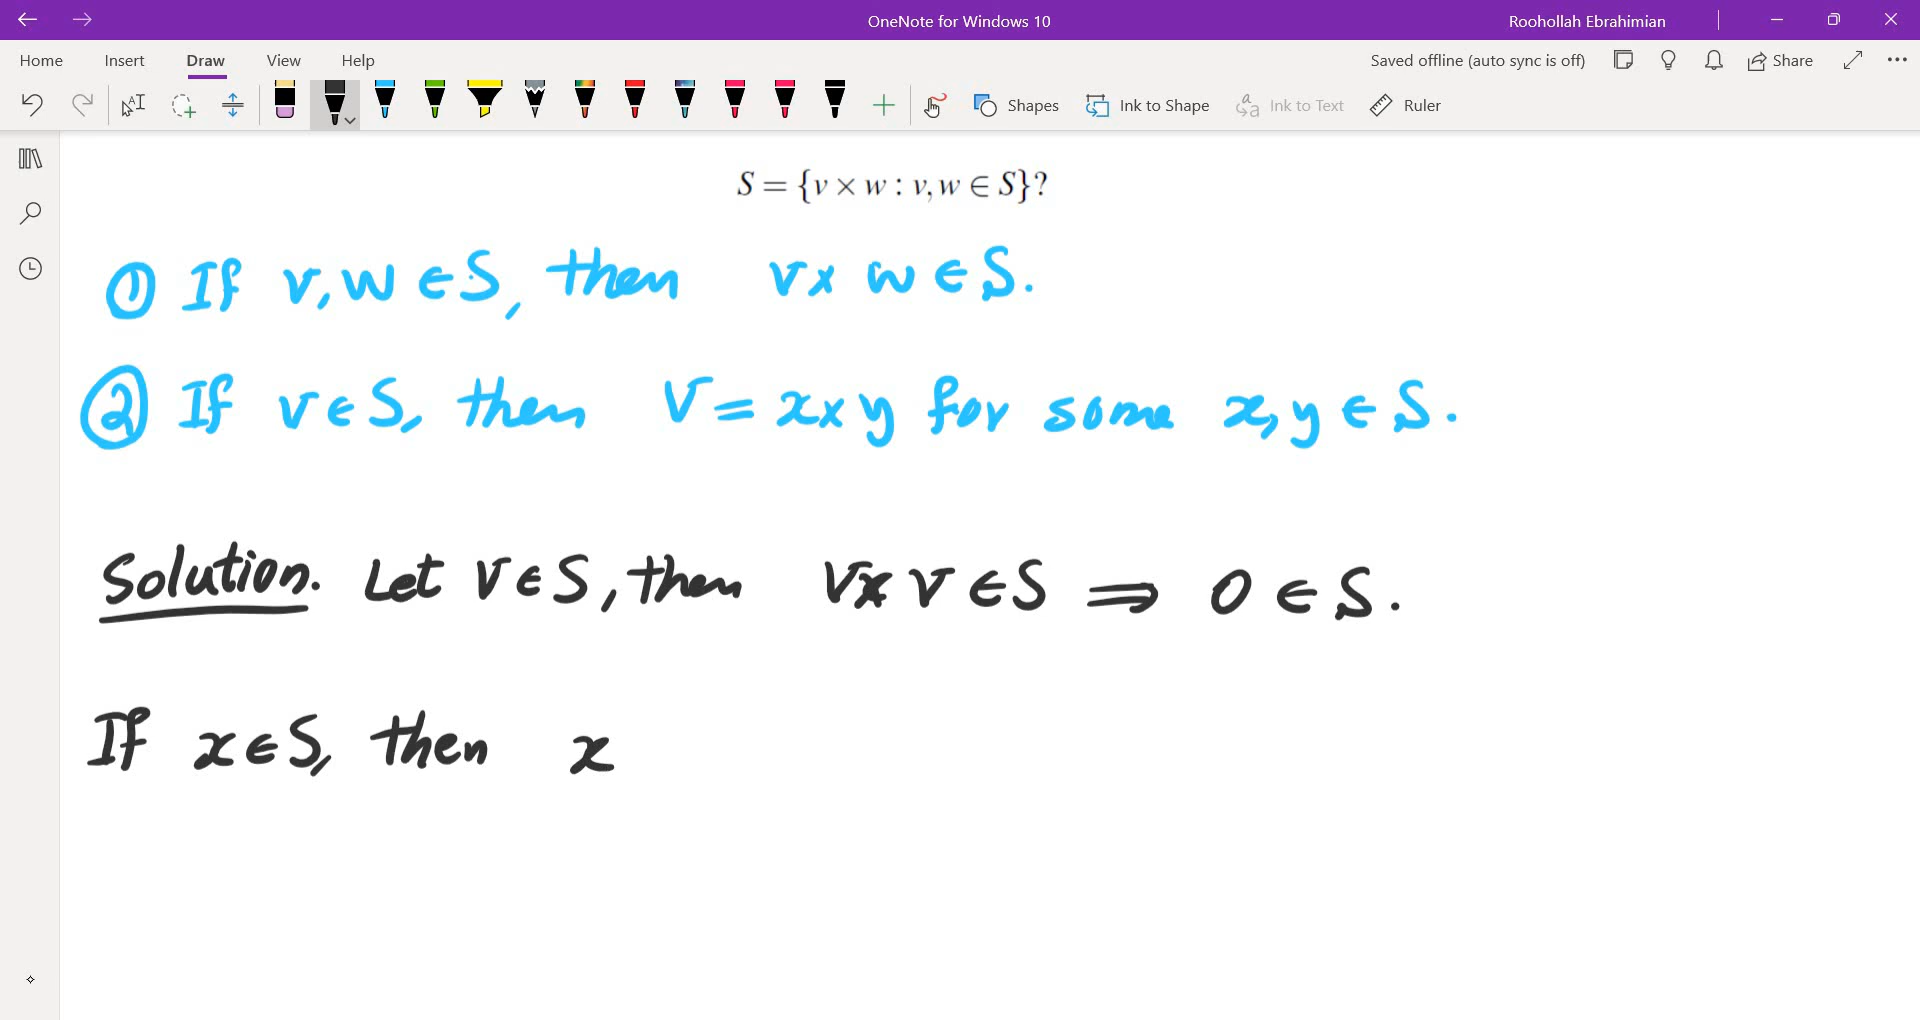 OneNote for Windows 10
Roohollah Ebrahimian
Home Insert Draw View Help
Saved offline (auto sync is off) Share
Shapes Ink to Shape Ink to Text Ruler
S = {v × w : v, w ∈ S}?
① If v, w ∈ S, then v × w ∈ S.
② If v ∈ S, then v = x × y for some x, y ∈ S.
Solution. Let v ∈ S, then v × v ∈ S ⟹ 0 ∈ S.
If x ∈ S, then x